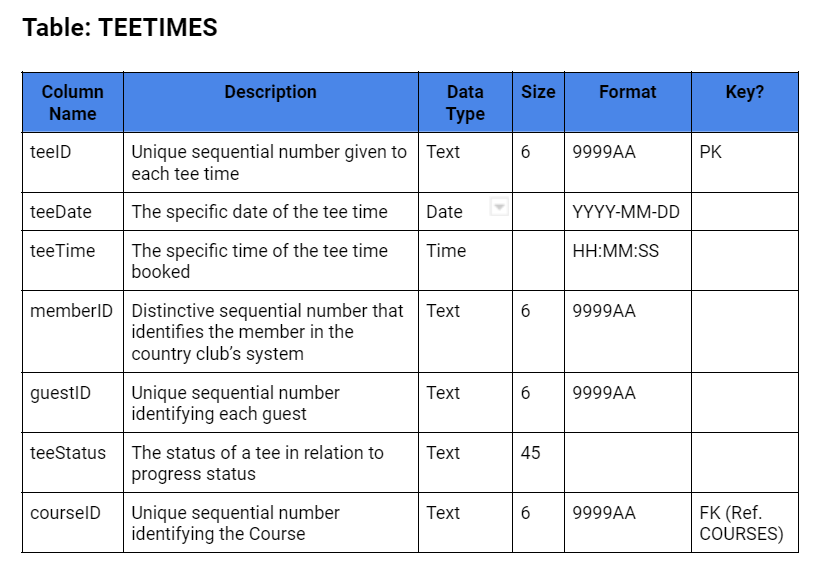 Table: TEETIMES
Column Name Description Data Type Size Format Key?
teeID Unique sequential number given to each tee time Text 6 9999AA PK
teeDate The specific date of the tee time Date YYYY-MM-DD
teeTime The specific time of the tee time booked Time HH:MM:SS
memberID Distinctive sequential number that identifies the member in the country club’s system Text 6 9999AA
guestID Unique sequential number identifying each guest Text 6 9999AA
teeStatus The status of a tee in relation to progress status Text 45
courseID Unique sequential number identifying the Course Text 6 9999AA FK (Ref. COURSES)